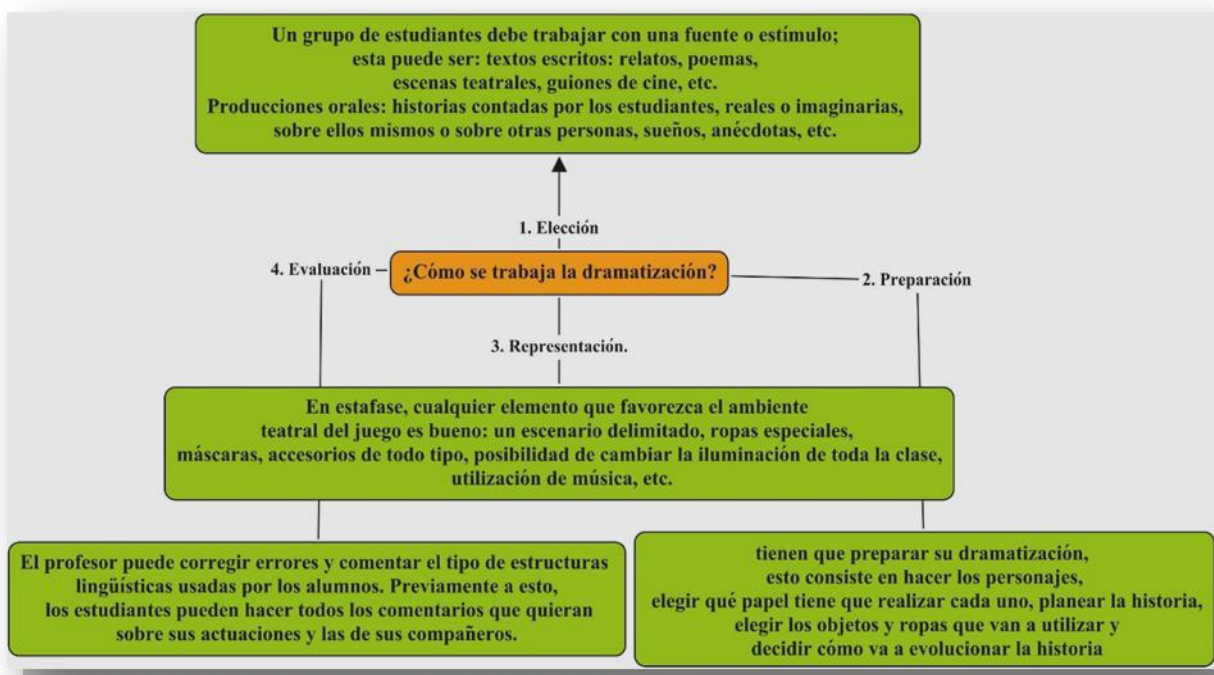 Un grupo de estudiantes debe trabajar con una fuente o estímulo;
esta puede ser: textos escritos: relatos, poemas,
escenas teatrales, guiones de cine, etc.
Producciones orales: historias contadas por los estudiantes, reales o imaginarias,
sobre ellos mismos o sobre otras personas, sueños, anécdotas, etc.
1. Elección
4. Evaluación
¿Cómo se trabaja la dramatización?
2. Preparación
3. Representación.
En estafase, cualquier elemento que favorezca el ambiente
teatral del juego es bueno: un escenario delimitado, ropas especiales,
máscaras, accesorios de todo tipo, posibilidad de cambiar la iluminación de toda la clase,
utilización de música, etc.
El profesor puede corregir errores y comentar el tipo de estructuras
lingüísticas usadas por los alumnos. Previamente a esto,
los estudiantes pueden hacer todos los comentarios que quieran
sobre sus actuaciones y las de sus compañeros.
tienen que preparar su dramatización,
esto consiste en hacer los personajes,
elegir qué papel tiene que realizar cada uno, planear la historia,
elegir los objetos y ropas que van a utilizar y
decidir cómo va a evolucionar la historia